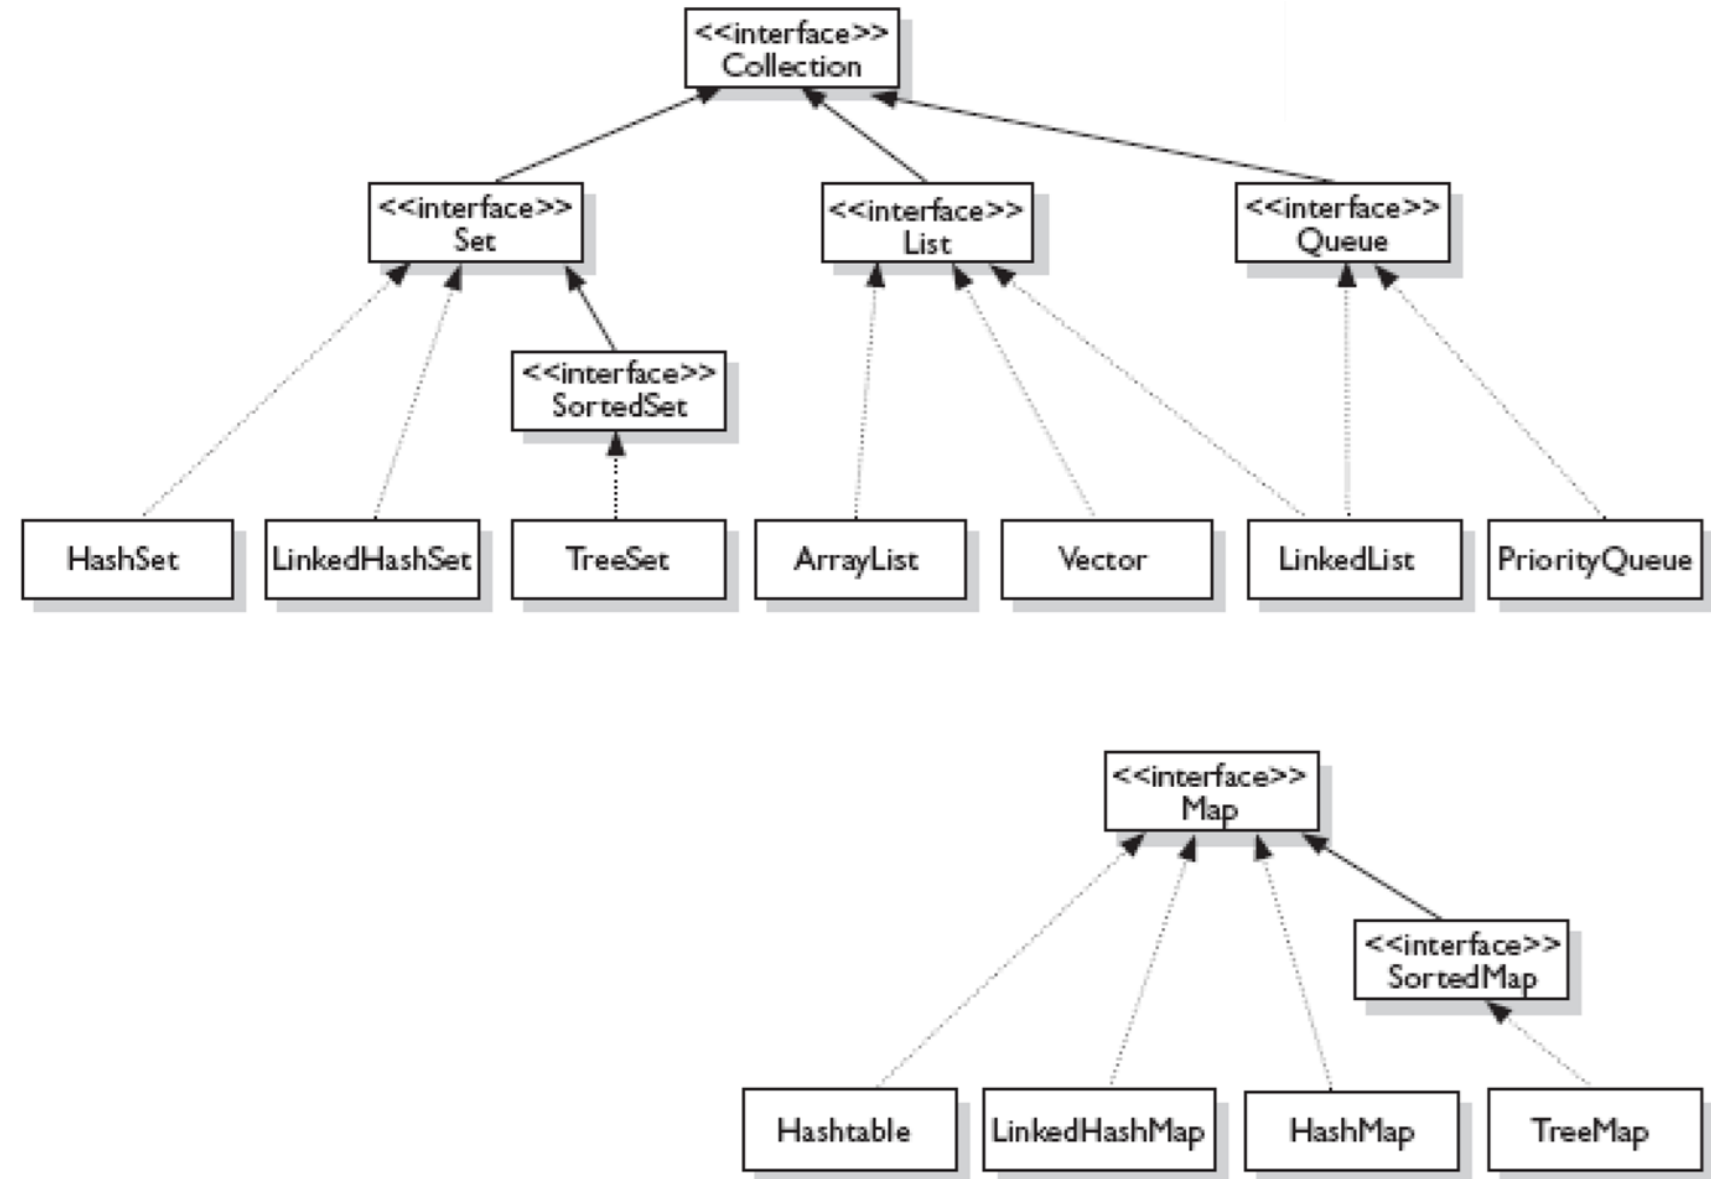 <<interface>>
Collection
<<interface>>
Set
<<interface>>
List
<<interface>>
Queue
<<interface>>
SortedSet
HashSet
LinkedHashSet
TreeSet
ArrayList
Vector
LinkedList
PriorityQueue
<<interface>>
Map
<<interface>>
SortedMap
Hashtable
LinkedHashMap
HashMap
TreeMap